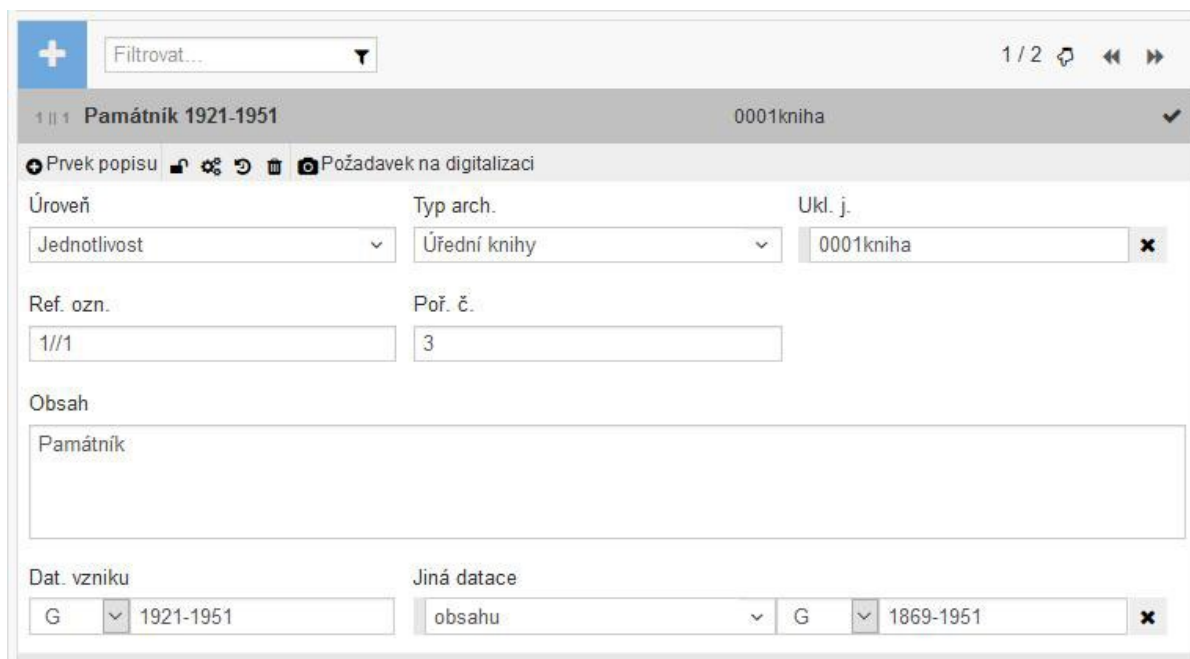 Filtrovat...
1 / 2
1 || 1 Památník 1921-1951 0001kniha
Prvek popisu Požadavek na digitalizaci
Úroveň Typ arch. Ukl. j.
Jednotlivost Úřední knihy 0001kniha
Ref. ozn. Poř. č.
1//1 3
Obsah
Památník
Dat. vzniku Jiná datace
G 1921-1951 obsahu G 1869-1951